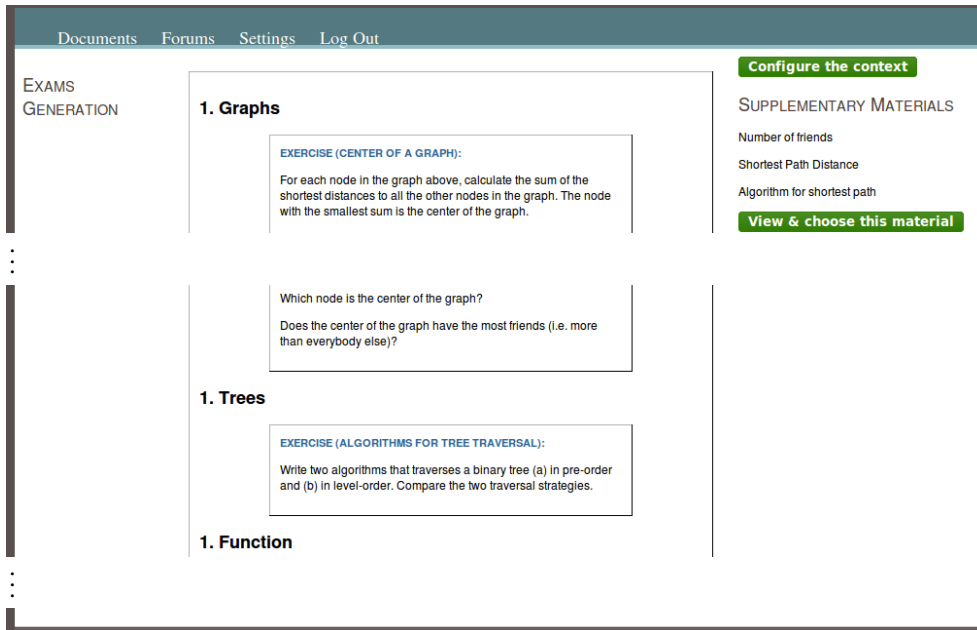 Documents Forums Settings Log Out
EXAMS
GENERATION
1. Graphs
EXERCISE (CENTER OF A GRAPH):
For each node in the graph above, calculate the sum of the
shortest distances to all the other nodes in the graph. The node
with the smallest sum is the center of the graph.
Configure the context
SUPPLEMENTARY MATERIALS
Number of friends
Shortest Path Distance
Algorithm for shortest path
View & choose this material
⋮
Which node is the center of the graph?
Does the center of the graph have the most friends (i.e. more
than everybody else)?
1. Trees
EXERCISE (ALGORITHMS FOR TREE TRAVERSAL):
Write two algorithms that traverses a binary tree (a) in pre-order
and (b) in level-order. Compare the two traversal strategies.
1. Function
⋮